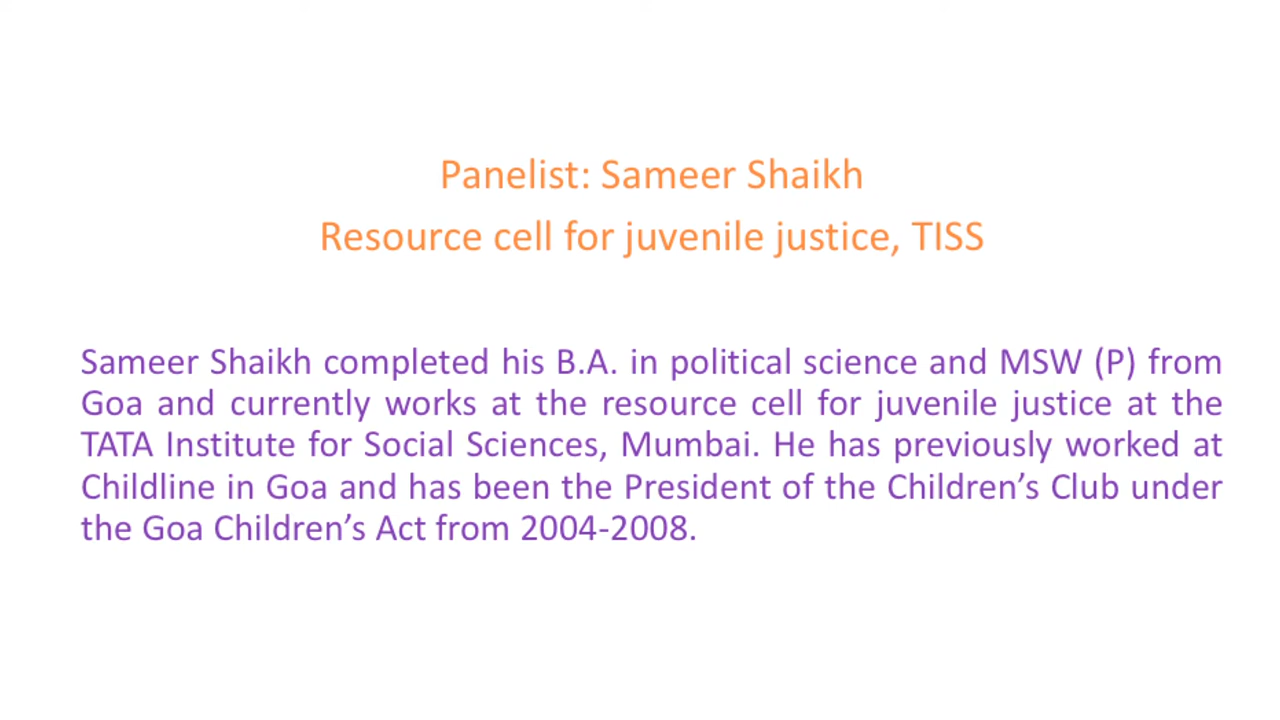 Panelist: Sameer Shaikh
Resource cell for juvenile justice, TISS
Sameer Shaikh completed his B.A. in political science and MSW (P) from
Goa and currently works at the resource cell for juvenile justice at the
TATA Institute for Social Sciences, Mumbai. He has previously worked at
Childline in Goa and has been the President of the Children’s Club under
the Goa Children’s Act from 2004-2008.